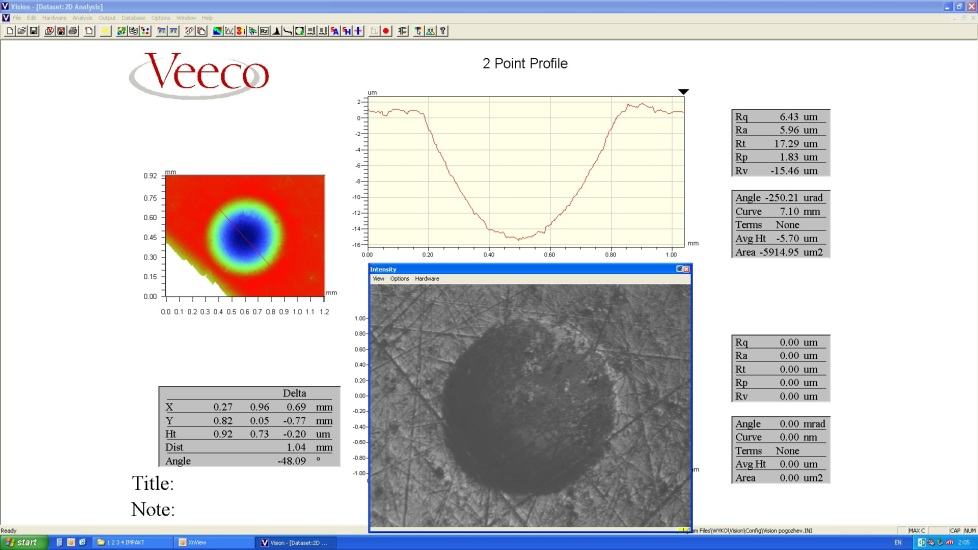 Vision - [Dataset:2D Analysis]
File Edit Hardware Analysis Output Database Options Window Help
Veeco
2 Point Profile
um
2
0
-2
-4
-6
-8
-10
-12
-14
-16
0.00 0.20 0.40 0.60 0.80 1.00
mm
Rq 6.43 um
Ra 5.96 um
Rt 17.29 um
Rp 1.83 um
Rv -15.46 um
Angle -250.21 urad
Curve 7.10 mm
Terms None
Avg Ht -5.70 um
Area -5914.95 um2
mm
0.92
0.75
0.60
0.45
0.30
0.15
0.00
mm
0.0 0.1 0.2 0.3 0.4 0.5 0.6 0.7 0.8 0.9 1.0 1.1 1.2
Intensity
View Options Hardware
1.00
0.80
0.60
0.40
0.20
0.00
-0.20
-0.40
-0.60
-0.80
-1.00
Rq 0.00 um
Ra 0.00 um
Rt 0.00 um
Rp 0.00 um
Rv 0.00 um
Angle 0.00 mrad
Curve 0.00 nm
Terms None
Avg Ht 0.00 um
Area 0.00 um2
Delta
X 0.27 0.96 0.69 mm
Y 0.82 0.05 -0.77 mm
Ht 0.92 0.73 -0.20 um
Dist 1.04 mm
Angle -48.09 °
Title:
Note:
Ready
MAX C CAP NUM
start
1 2 3 4 IMPAKT
XnView
Vision - [Dataset:2D ...
EN
2:05